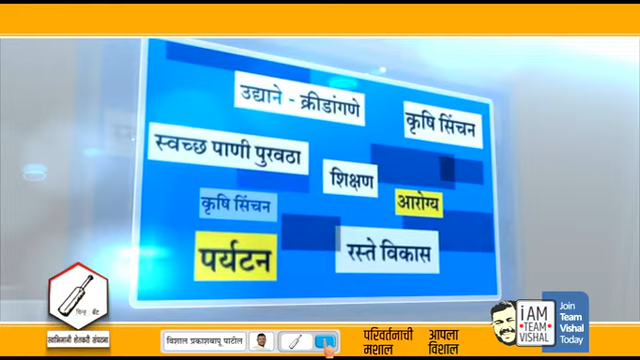 उद्याने - क्रीडांगणे
कृषि सिंचन
स्वच्छ पाणी पुरवठा
शिक्षण
कृषि सिंचन
आरोग्य
पर्यटन
रस्ते विकास
चिन्ह बॅट
स्वाभिमानी शेतकरी संघटना
विशाल प्रकाशबापू पाटील
परिवर्तनाची
मशाल
आपला
विशाल
i AM
-TEAM-
VISHAL
Join
Team
Vishal
Today